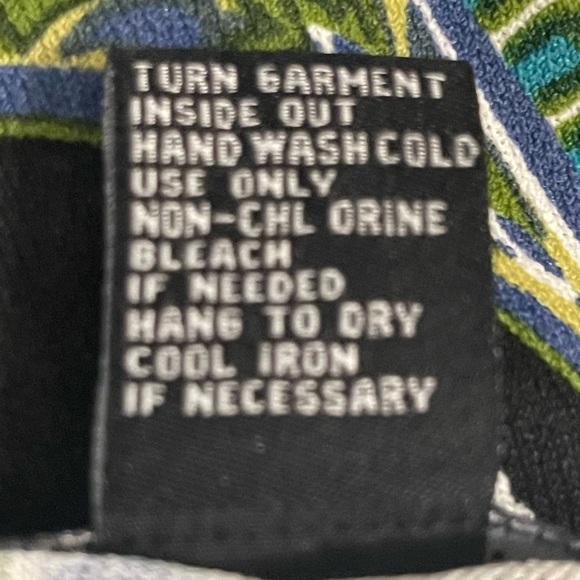 TURN GARMENT
INSIDE OUT
HAND WASH COLD
USE ONLY
NON-CHL ORINE
BLEACH
IF NEEDED
HANG TO DRY
COOL IRON
IF NECESSARY